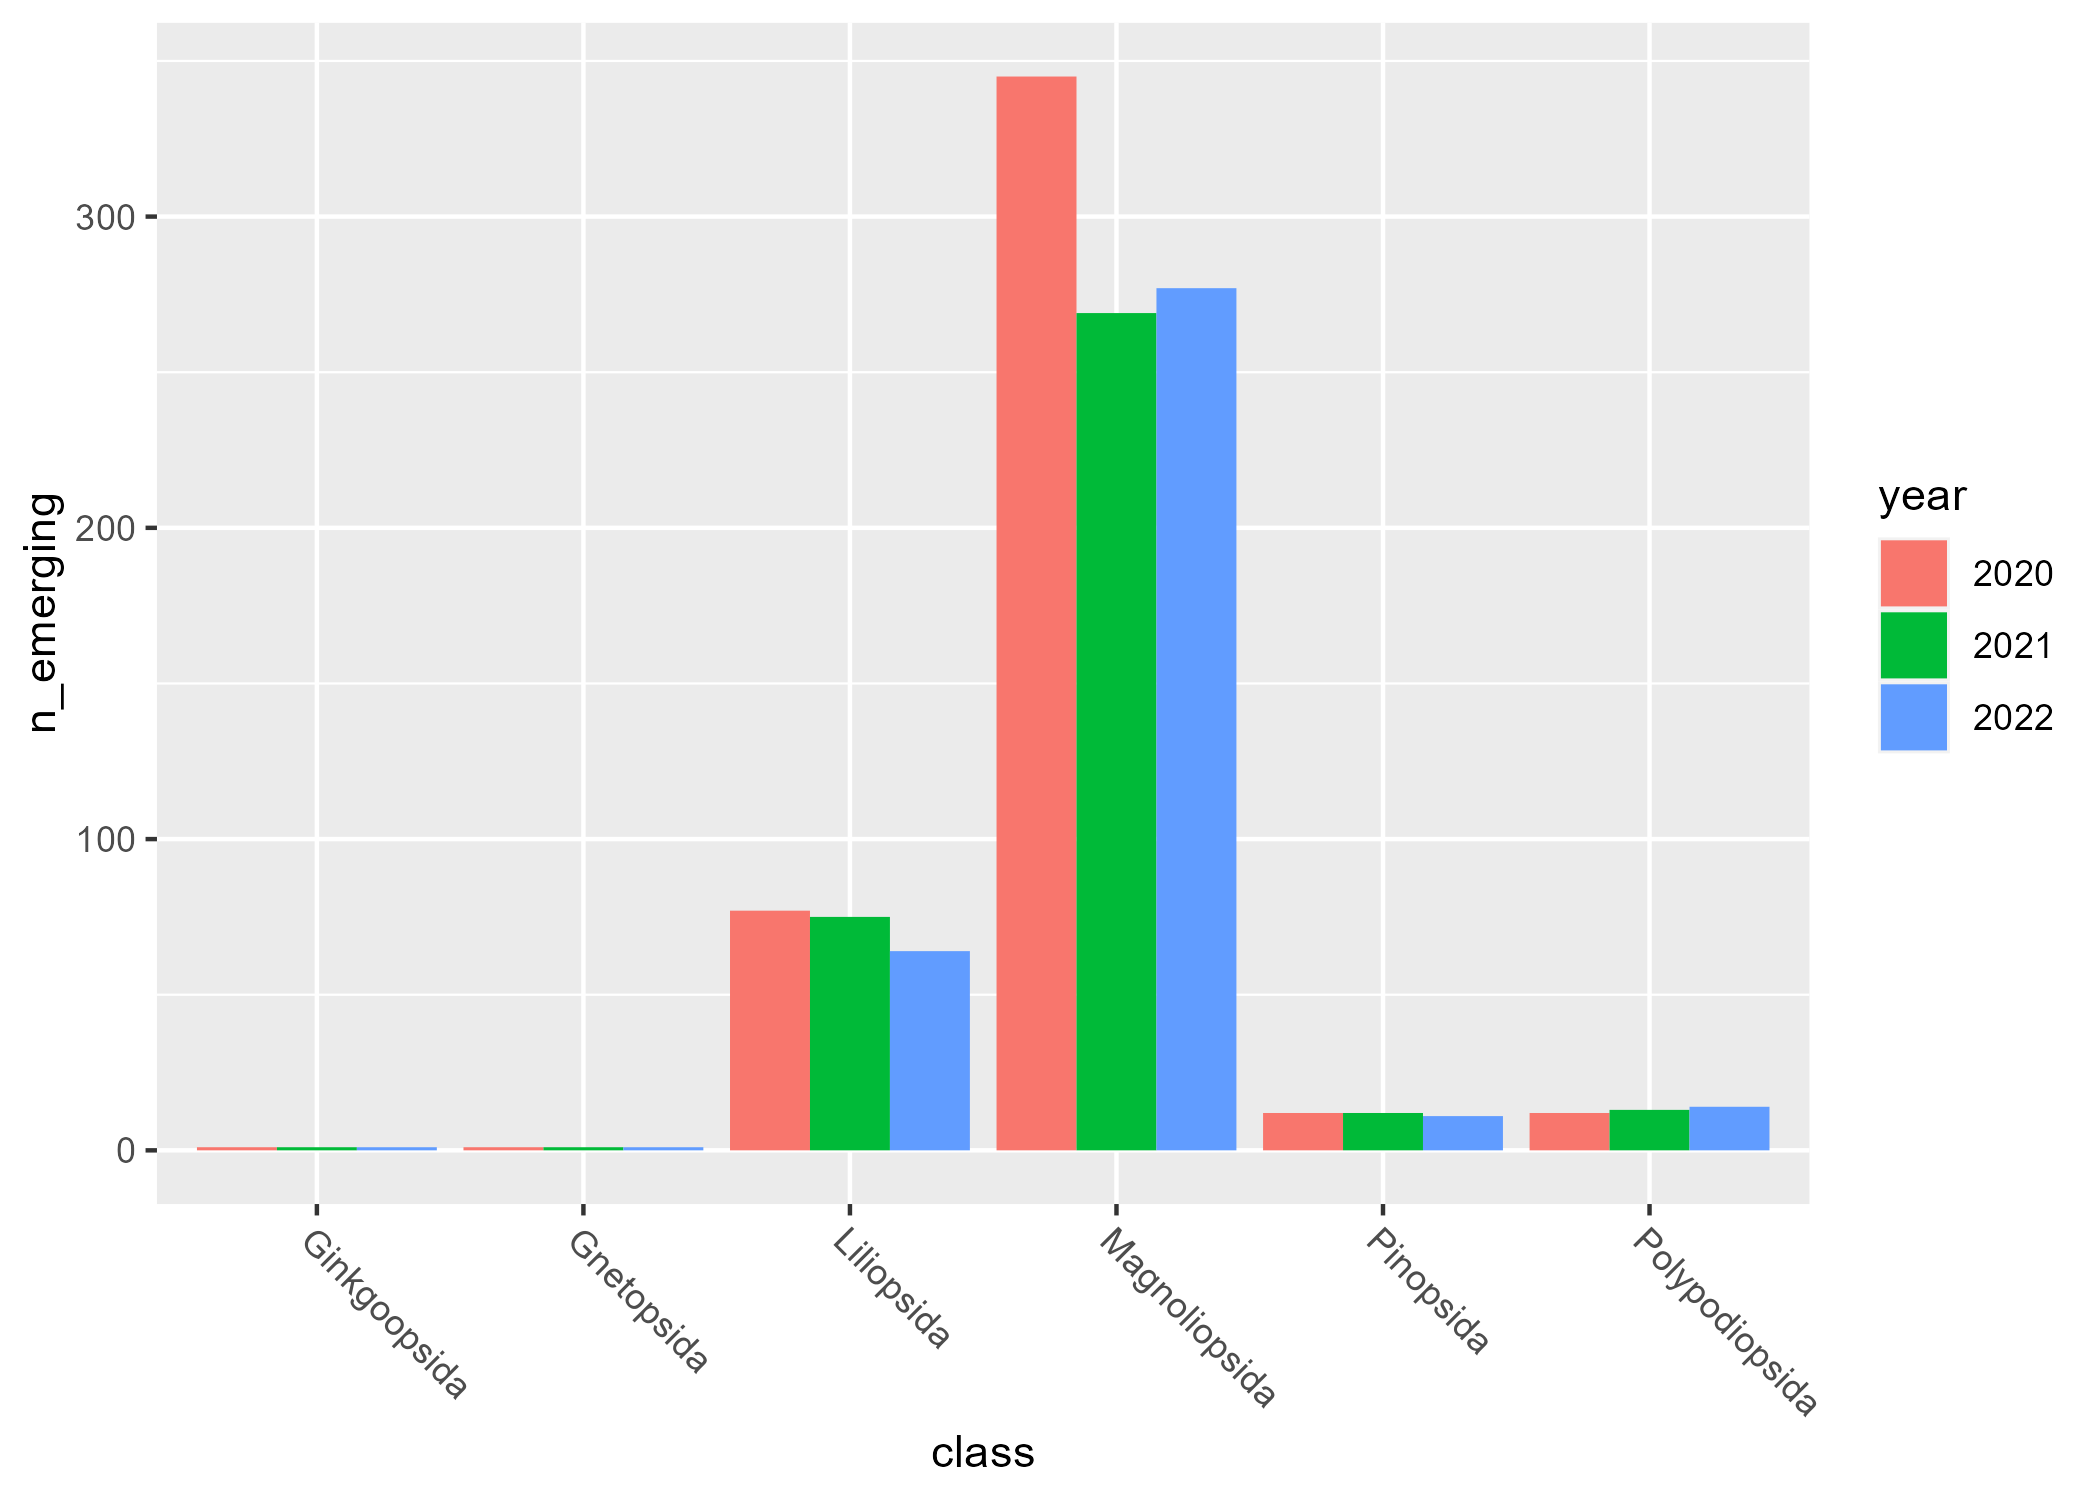 n_emerging
300
200
100
0
Ginkgoopsida
Gnetopsida
Liliopsida
Magnoliopsida
Pinopsida
Polypodiopsida
class
year
2020
2021
2022